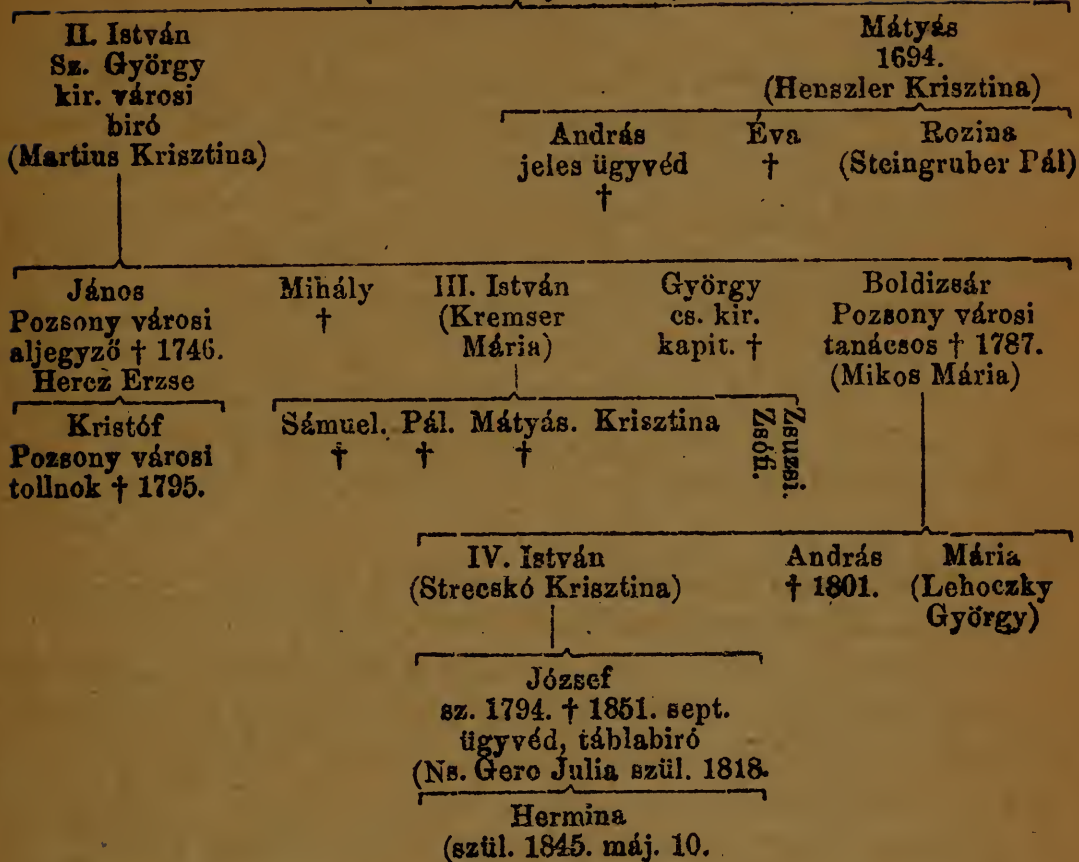 II. István
Sz. György
kir. városi
biró
(Martius Krisztina)
Mátyás
1694.
(Henszler Krisztina)
András
jeles ügyvéd
†
Éva
†
Rozina
(Steingruber Pál)
János
Pozsony városi
aljegyző † 1746.
Hercz Erzse
Mihály
†
III. István
(Kremser
Mária)
György
cs. kir.
kapit. †
Boldizsár
Pozsony városi
tanácsos † 1787.
(Mikos Mária)
Kristóf
Pozsony városi
tollnok † 1795.
Sámuel. Pál. Mátyás. Krisztina
† † †
Zsuzsi.
Zsófi.
IV. István
(Strecskó Krisztina)
András
† 1801.
Mária
(Lehoczky
György)
József
sz. 1794. † 1851. sept.
ügyvéd, táblabiró
(Ns. Gero Julia szül. 1818.
Hermina
(szül. 1845. máj. 10.